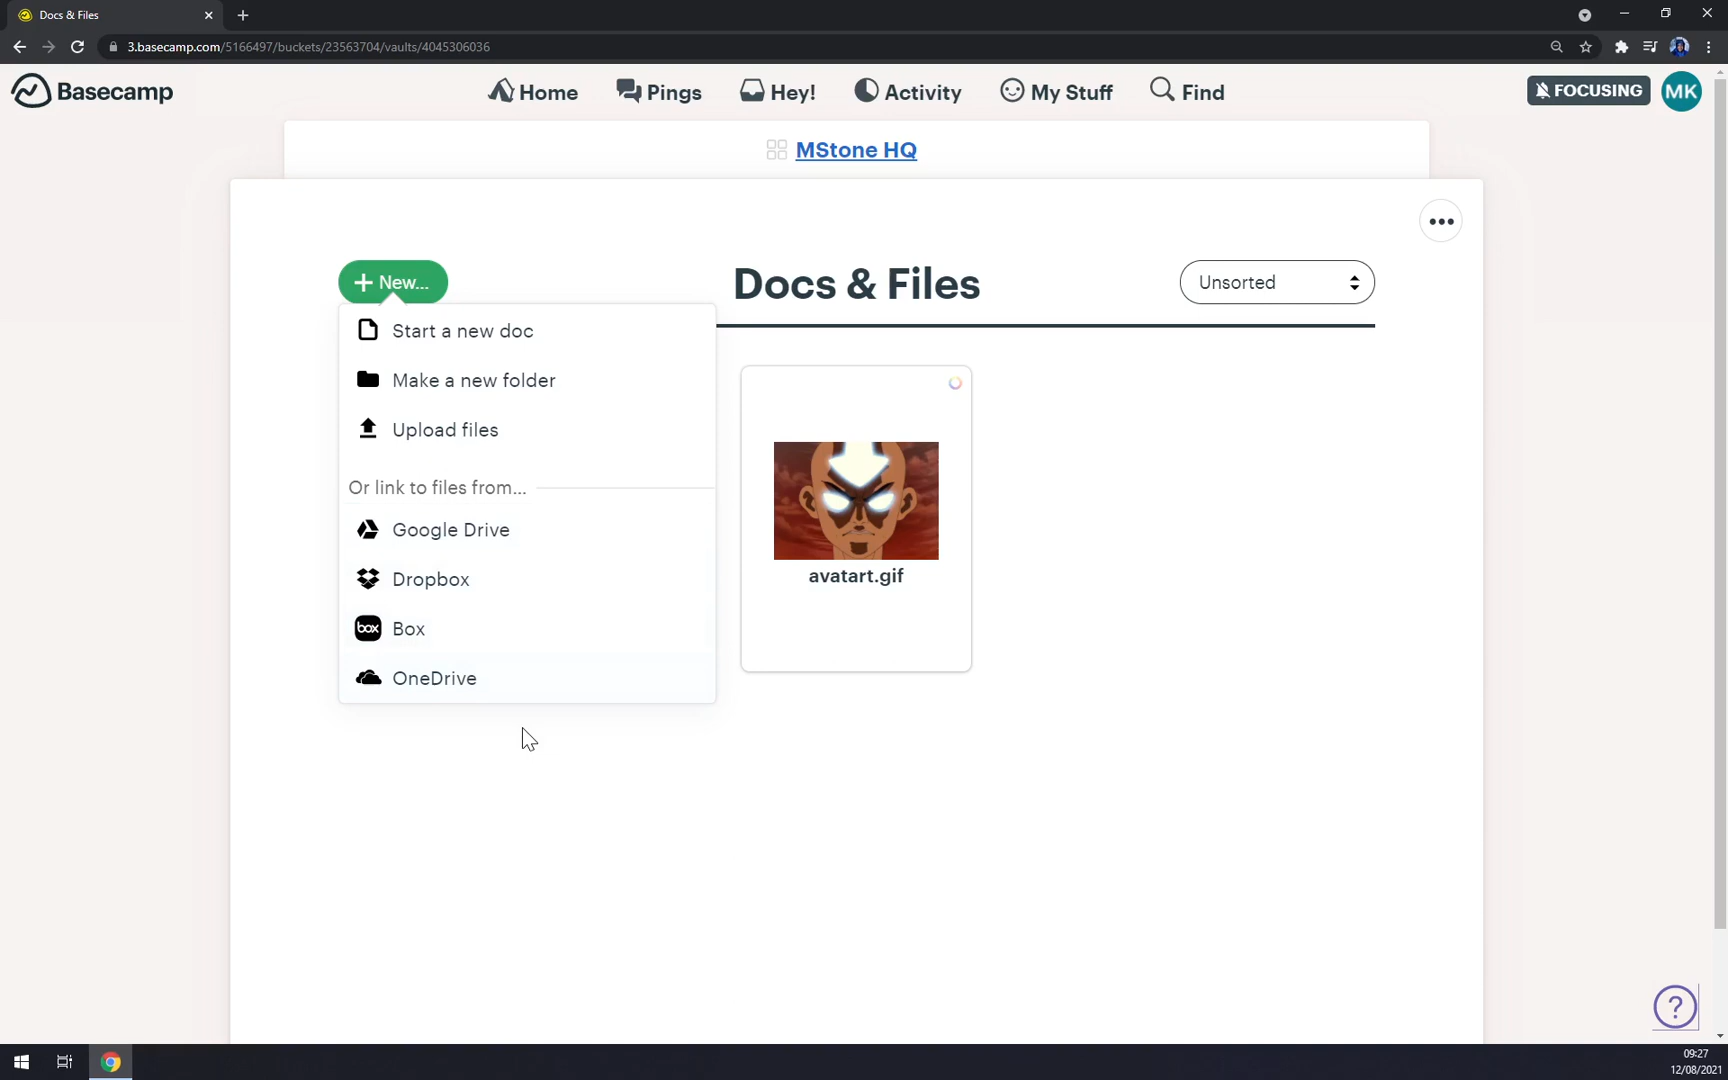 Docs & Files
3.basecamp.com/5166497/buckets/23563704/vaults/4045306036
Basecamp
Home
Pings
Hey!
Activity
My Stuff
Find
FOCUSING
MK
MStone HQ
New...
Docs & Files
Unsorted
Start a new doc
Make a new folder
Upload files
Or link to files from...
Google Drive
Dropbox
box Box
OneDrive
avatart.gif
?
09:27
12/08/2021